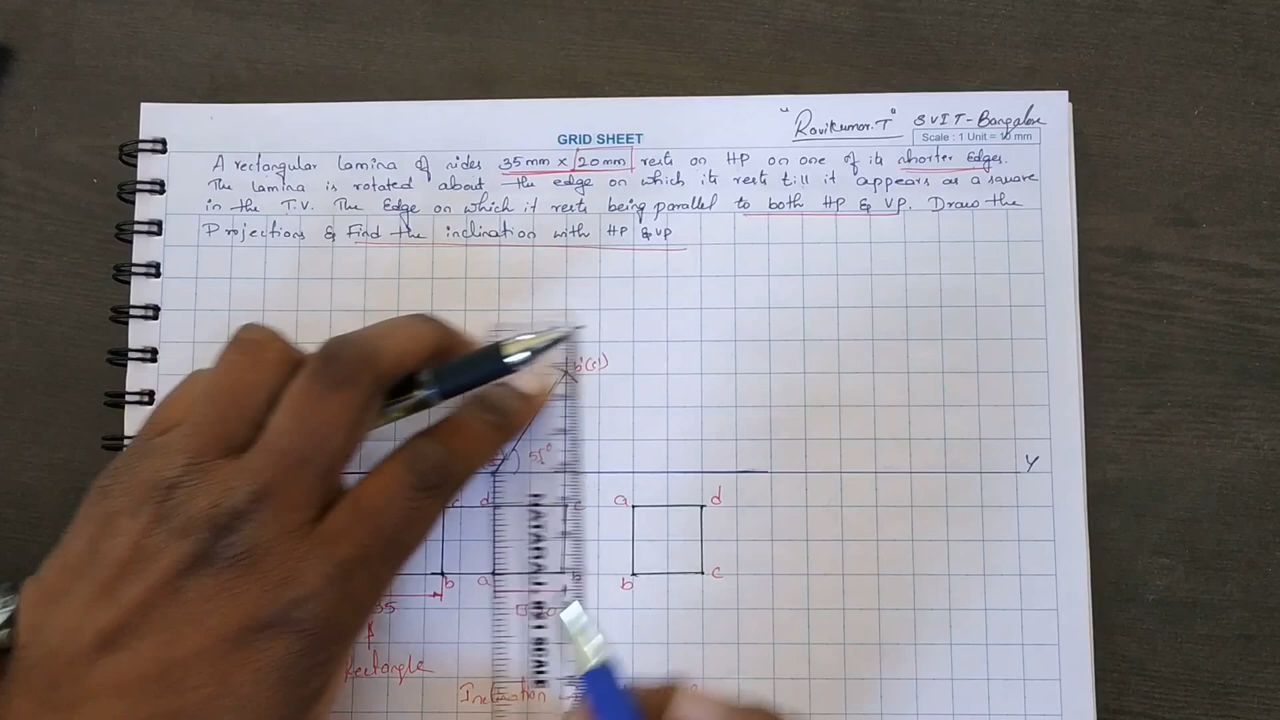 "Ravikumar.T" SVIT-Bangalore
GRID SHEET
Scale : 1 Unit = 10 mm
A rectangular lamina of sides 35mm x 20mm rests on HP on one of its shorter Edges.
The lamina is rotated about the edge on which its rests till it appears as a square
in the T.V. The Edge on which it rests being parallel to both HP & VP. Draw the
Projections & Find the inclination with HP & VP
b'(c')
55°
Y
c d c a d
b a b b c
35
Rectangle
NATARAJ SCALE
Inclination